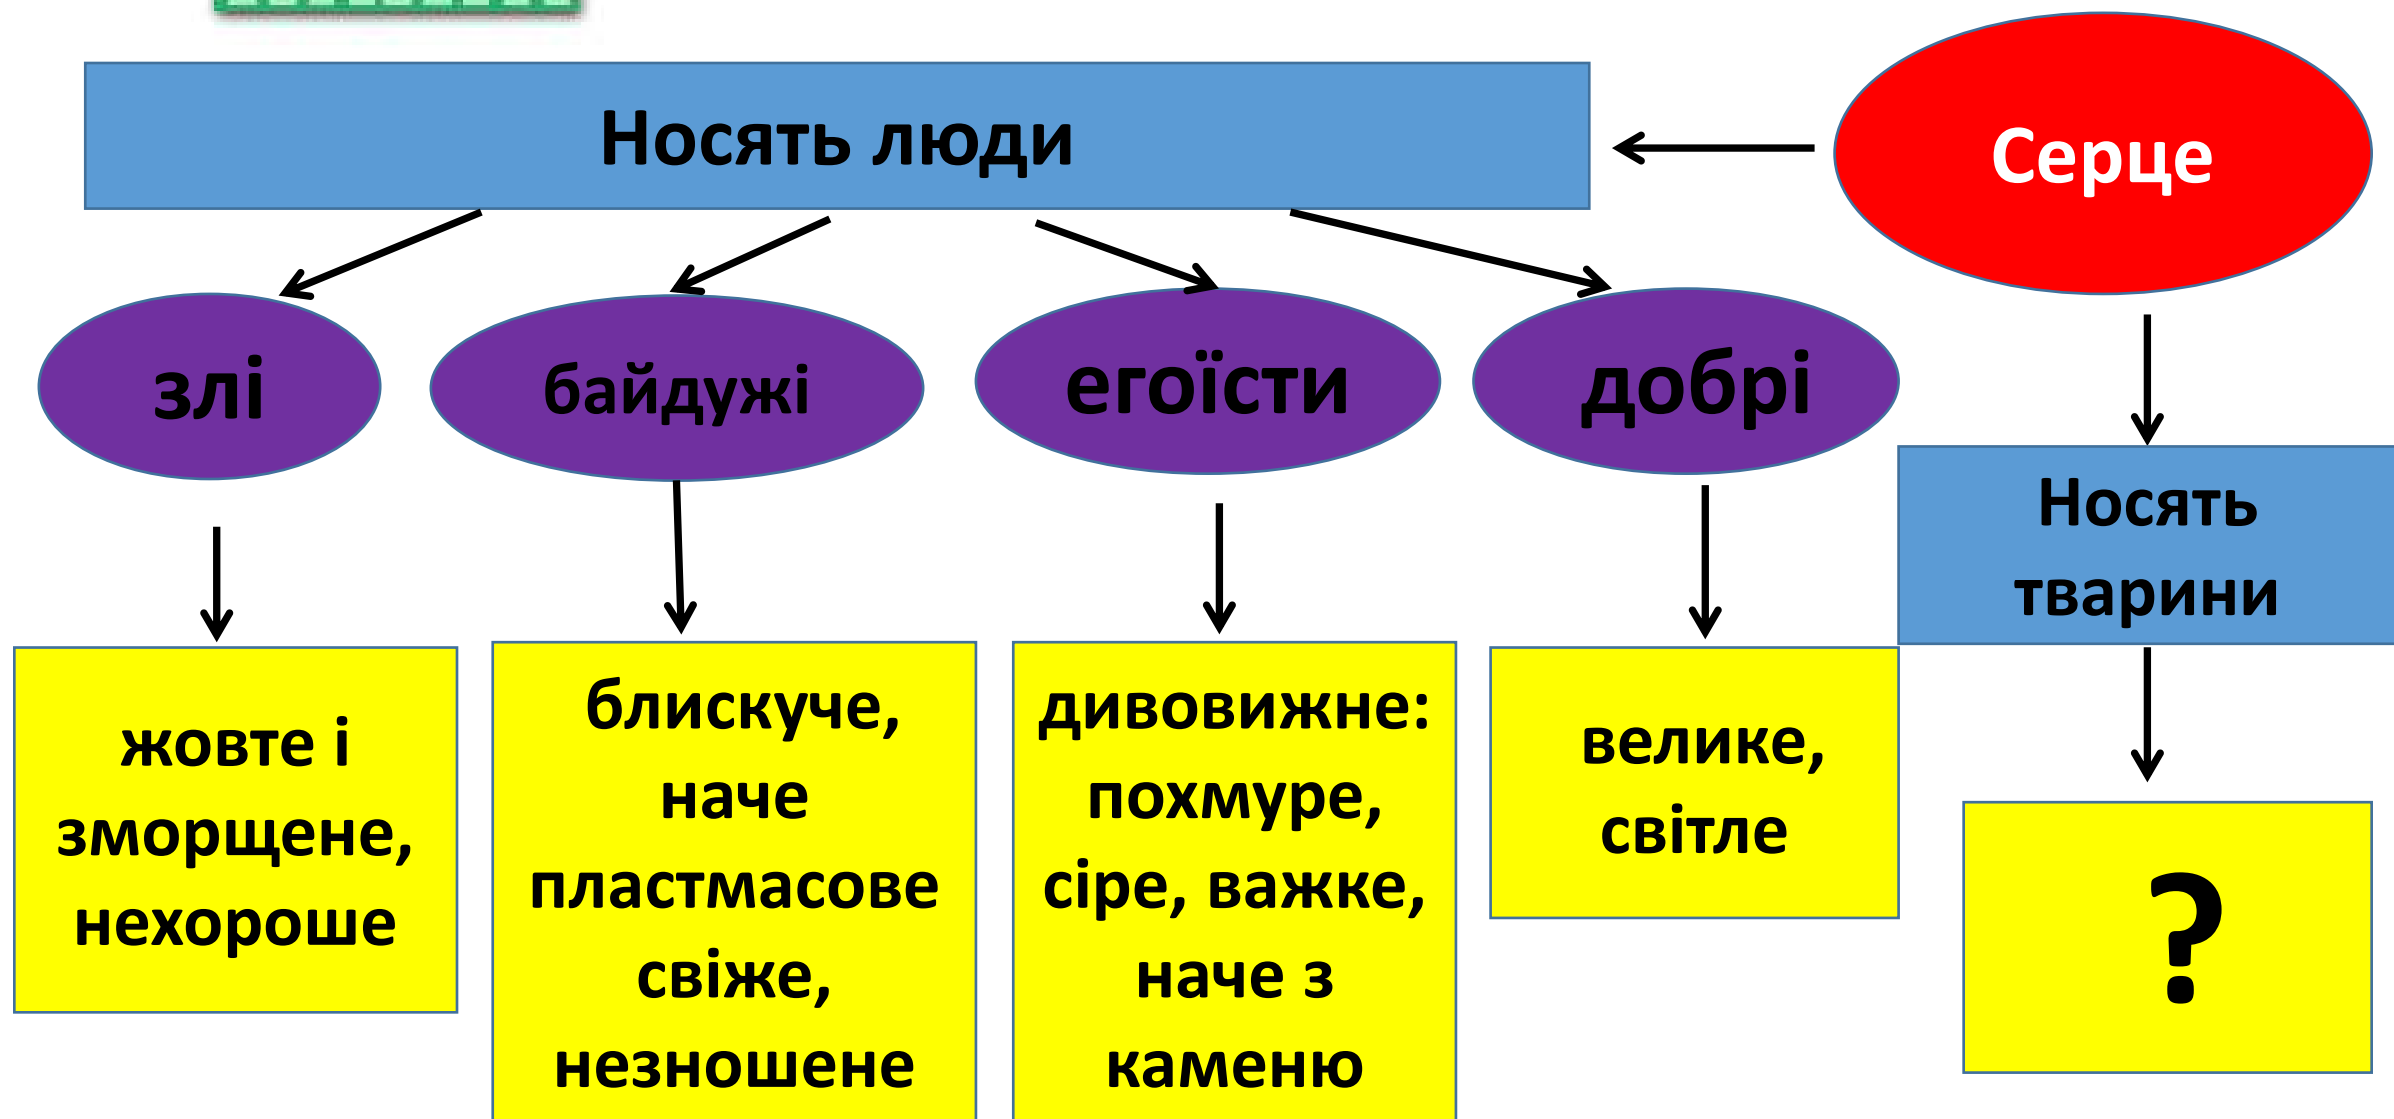 Носять люди
Серце
злі
байдужі
егоїсти
добрі
Носять
тварини
жовте і
зморщене,
нехороше
блискуче,
наче
пластмасове
свіже,
незношене
дивовижне:
похмуре,
сіре, важке,
наче з
каменю
велике,
світле
?